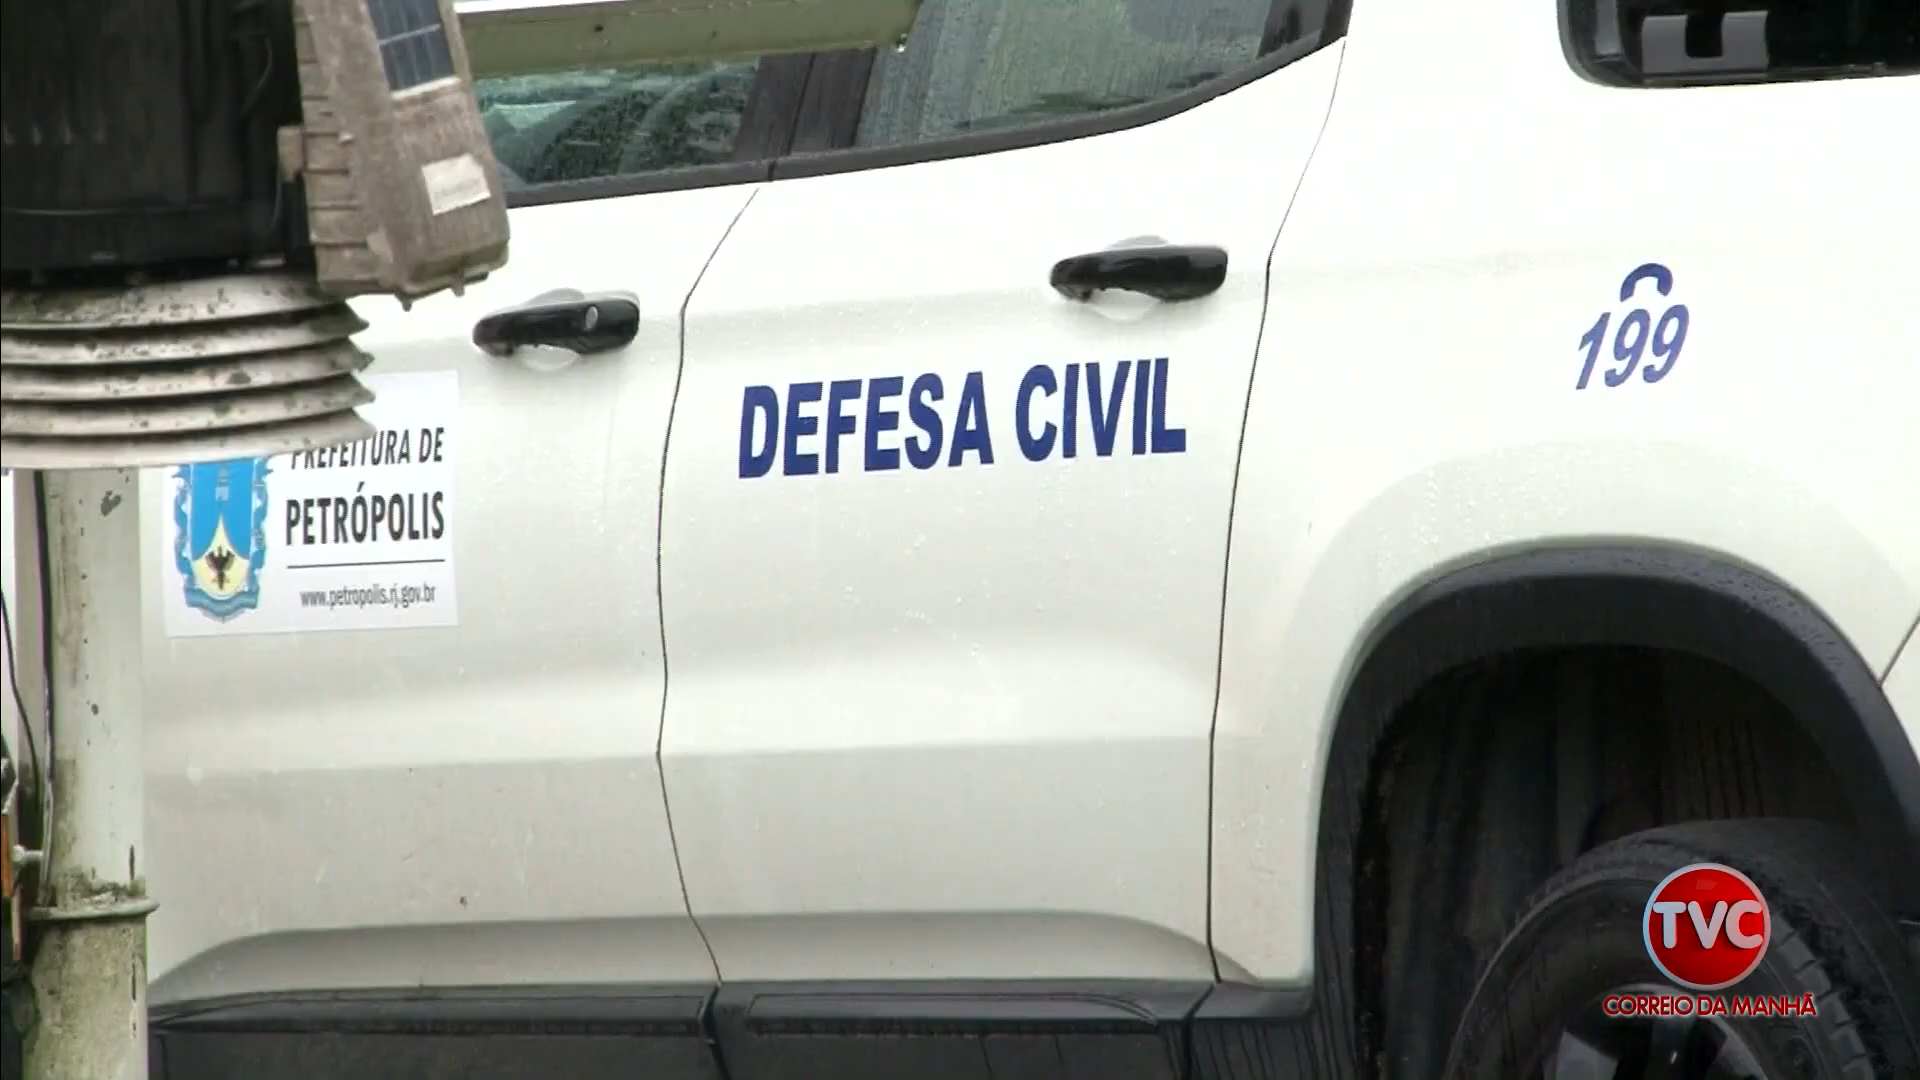 PREFEITURA DE
PETRÓPOLIS
www.petropolis.rj.gov.br
DEFESA CIVIL
199
TVC
CORREIO DA MANHÃ